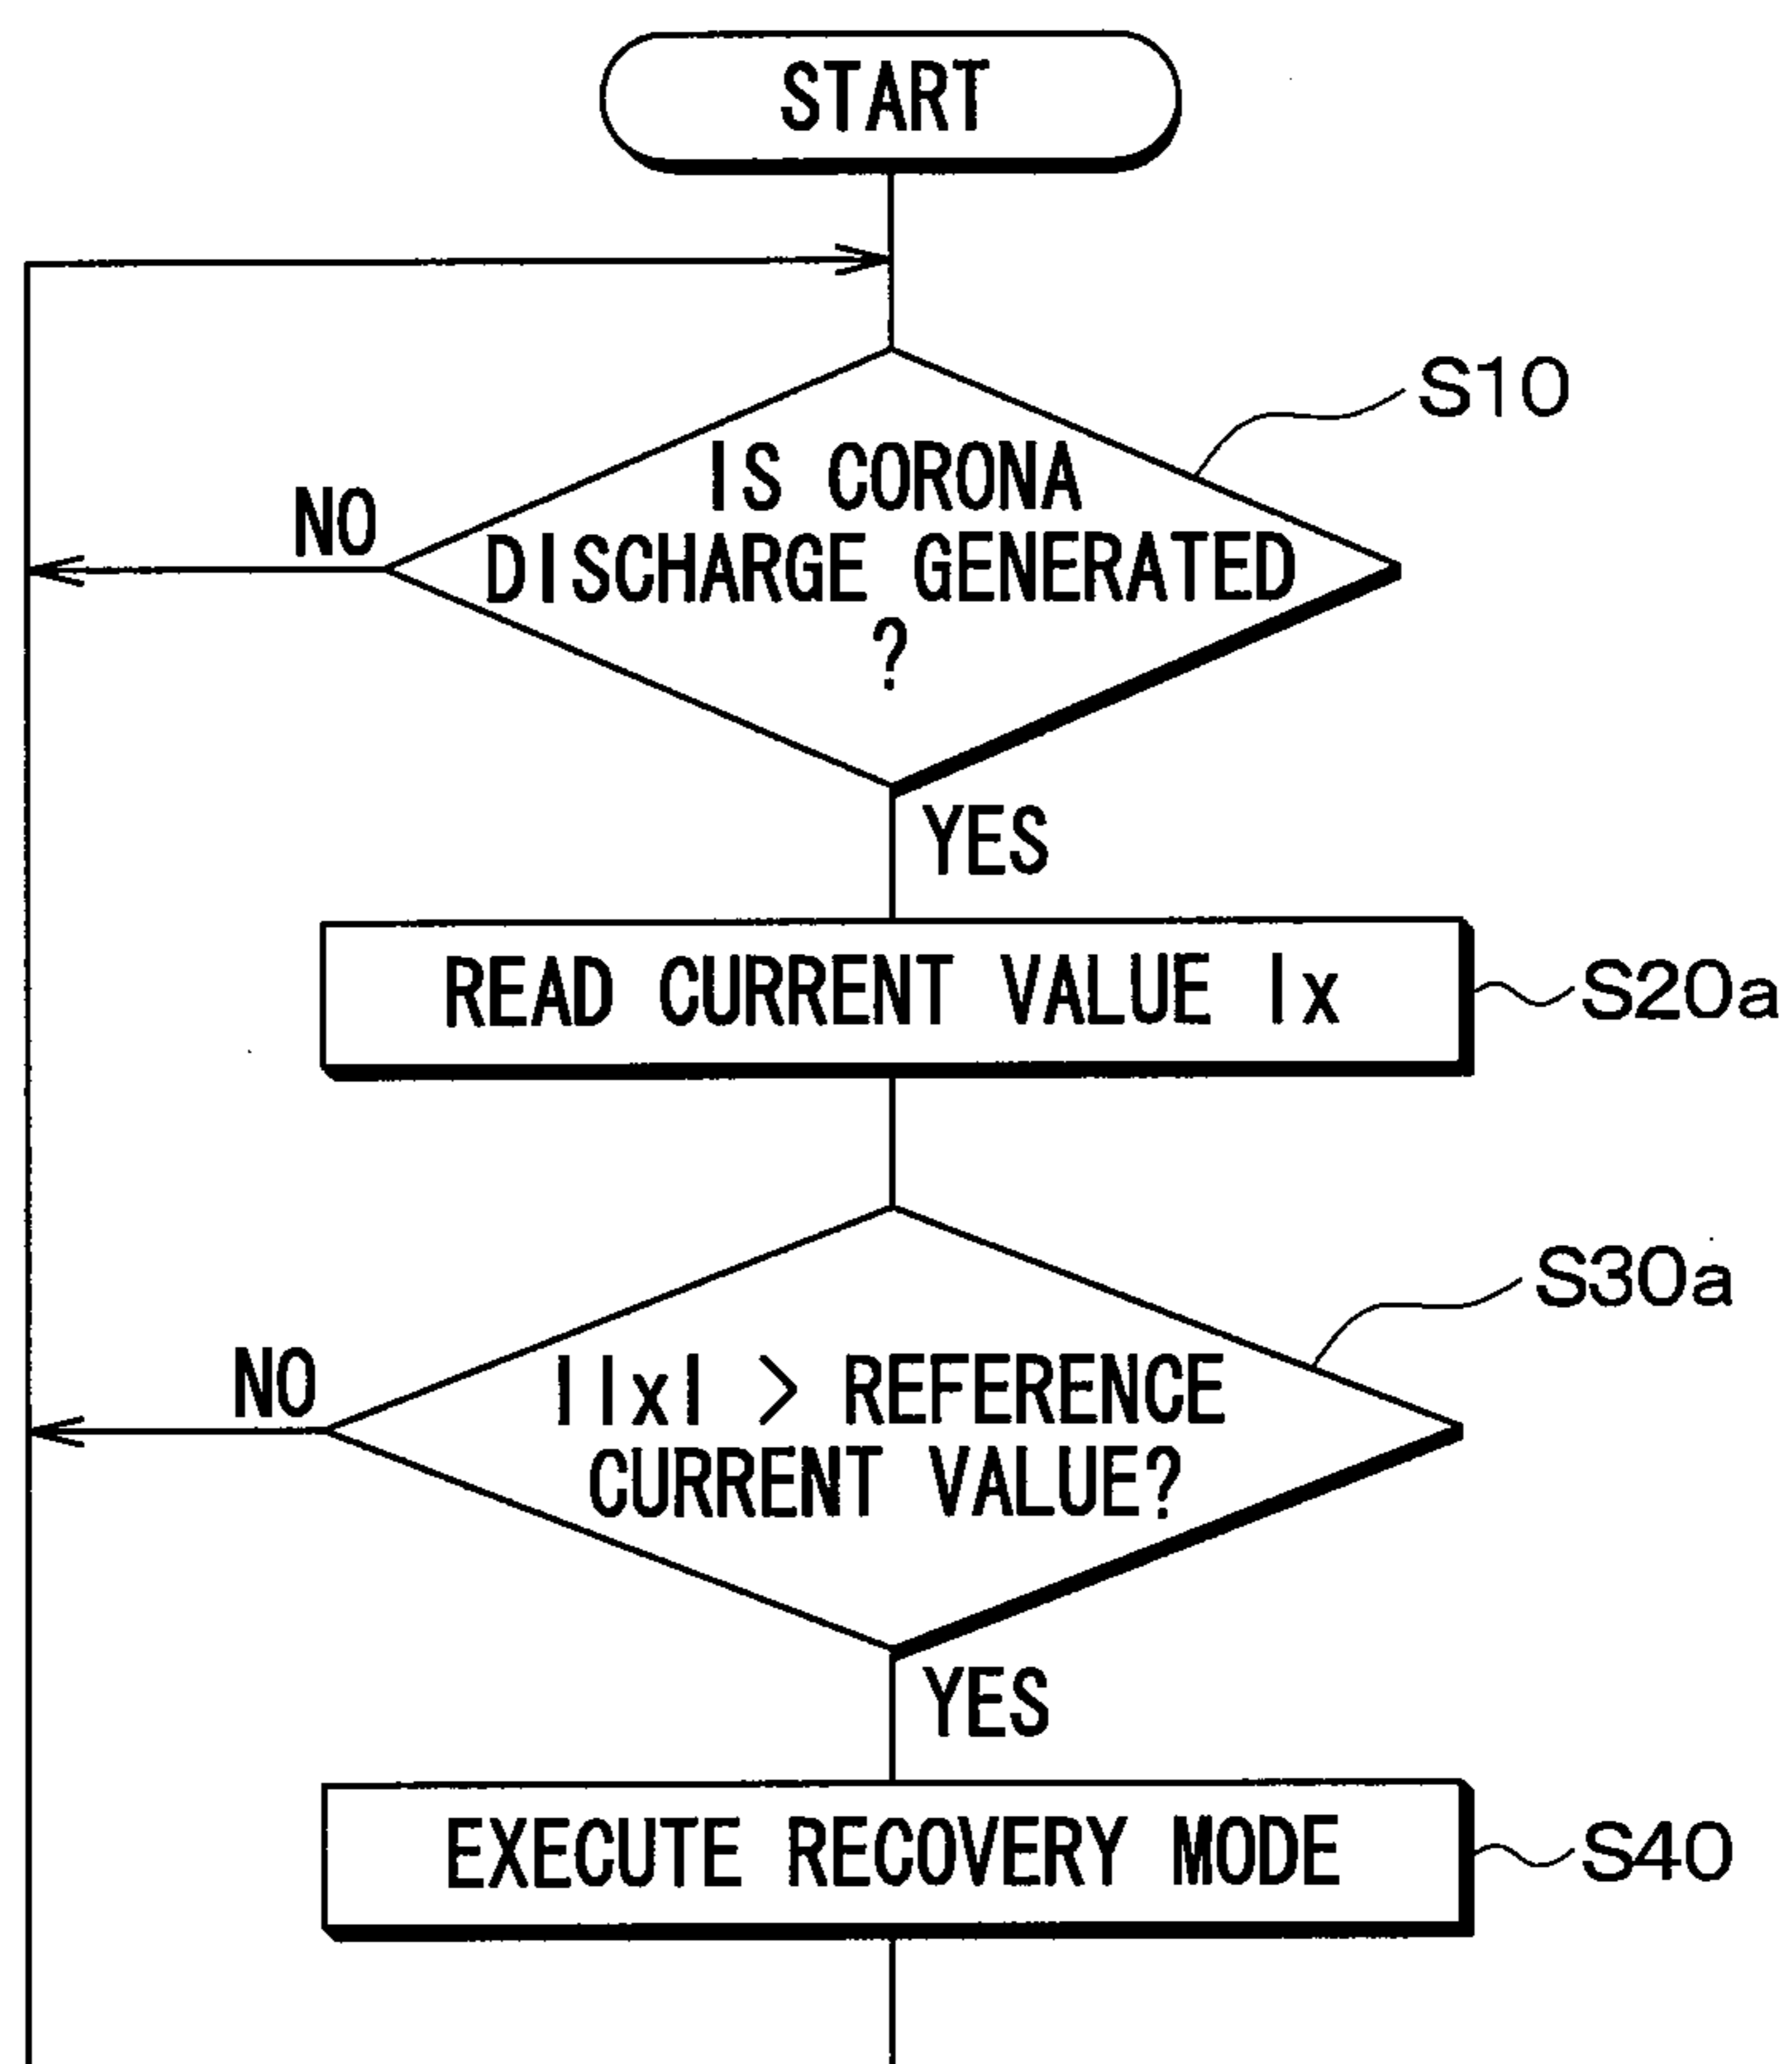 START
S10
IS CORONA
DISCHARGE GENERATED
?
NO
YES
READ CURRENT VALUE Ix
S20a
S30a
|Ix| > REFERENCE
CURRENT VALUE?
NO
YES
EXECUTE RECOVERY MODE
S40